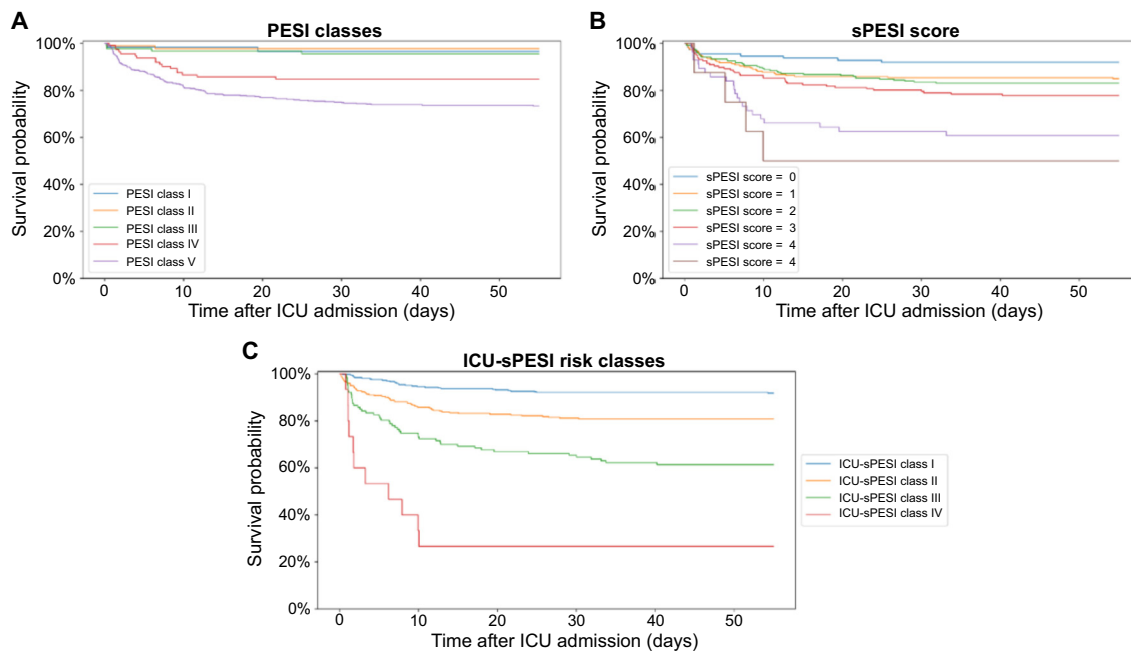 A
PESI classes
100%
80%
60%
40%
20%
0%
Survival probability
PESI class I
PESI class II
PESI class III
PESI class IV
PESI class V
0 10 20 30 40 50
Time after ICU admission (days)
B
sPESI score
100%
80%
60%
40%
20%
0%
Survival probability
sPESI score = 0
sPESI score = 1
sPESI score = 2
sPESI score = 3
sPESI score = 4
sPESI score = 4
0 10 20 30 40 50
Time after ICU admission (days)
C
ICU-sPESI risk classes
100%
80%
60%
40%
20%
0%
Survival probability
0 10 20 30 40 50
Time after ICU admission (days)
ICU-sPESI class I
ICU-sPESI class II
ICU-sPESI class III
ICU-sPESI class IV